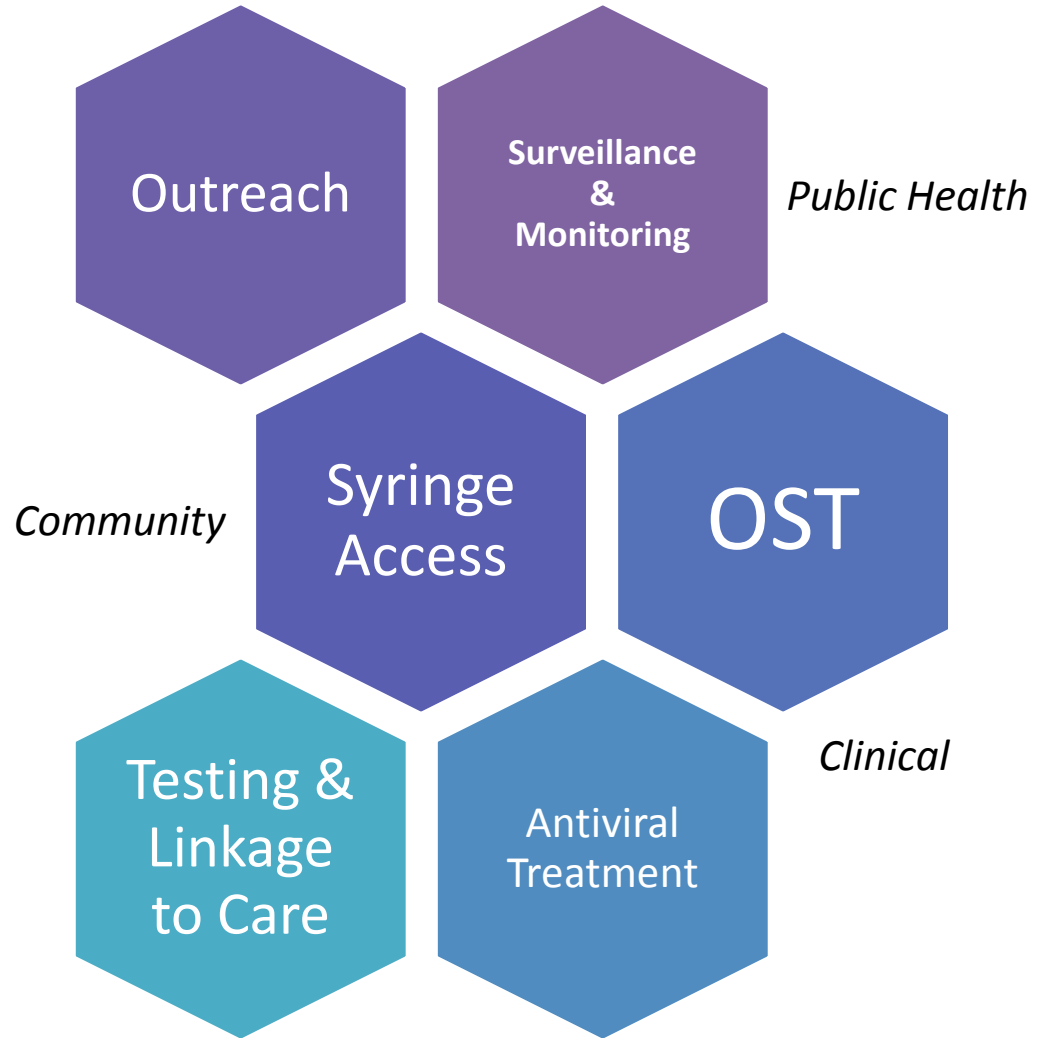 Outreach
Surveillance
&
Monitoring
Public Health
Community
Syringe
Access
OST
Clinical
Testing &
Linkage
to Care
Antiviral
Treatment